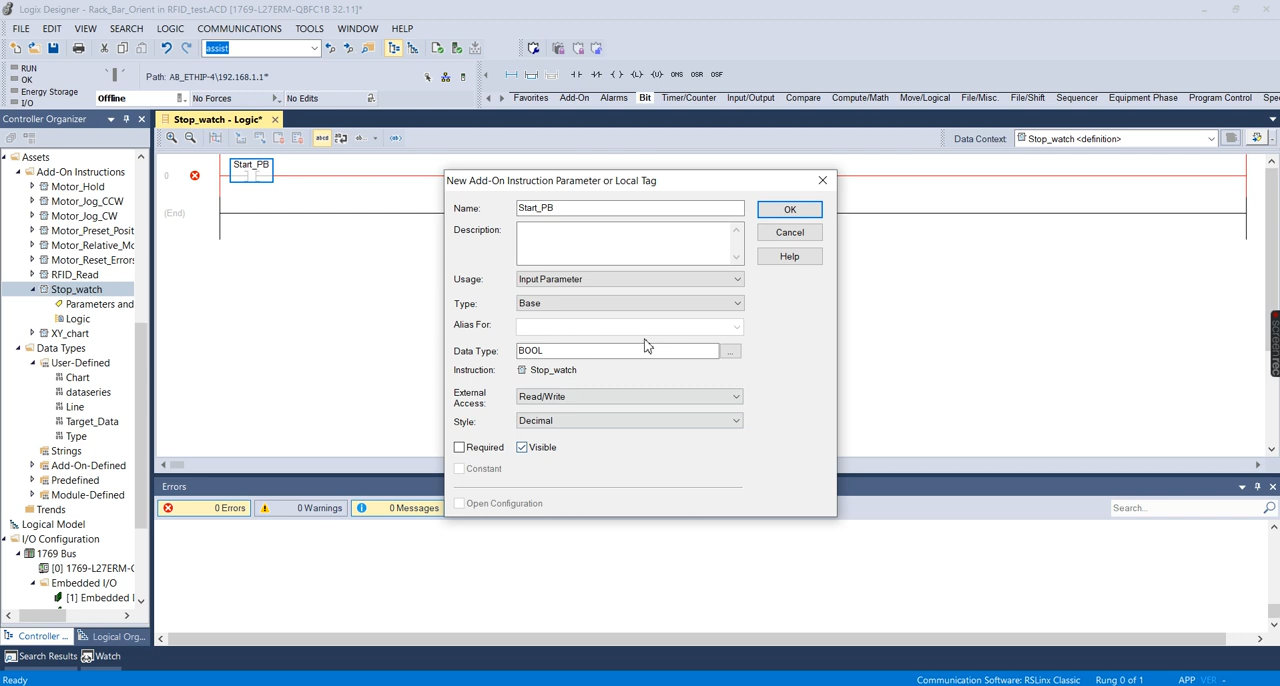 Logix Designer - Rack_Bar_Orient in RFID_test.ACD [1769-L27ERM-QBFC1B 32.11]*
FILE EDIT VIEW SEARCH LOGIC COMMUNICATIONS TOOLS WINDOW HELP
assist
RUN
OK
Energy Storage
I/O
Path: AB_ETHIP-4\192.168.1.1*
Offline No Forces No Edits
ONS OSR OSF
Favorites Add-On Alarms Bit Timer/Counter Input/Output Compare Compute/Math Move/Logical File/Misc. File/Shift Sequencer Equipment Phase Program Control Spe
Controller Organizer
Stop_watch - Logic*
Data Context: Stop_watch <definition>
Assets
Add-On Instructions
Motor_Hold
Motor_Jog_CCW
Motor_Jog_CW
Motor_Preset_Posit
Motor_Relative_Mo
Motor_Reset_Errors
RFID_Read
Stop_watch
Parameters and
Logic
XY_chart
Data Types
User-Defined
Chart
dataseries
Line
Target_Data
Type
Strings
Add-On-Defined
Predefined
Module-Defined
Trends
Logical Model
I/O Configuration
1769 Bus
[0] 1769-L27ERM-
Embedded I/O
[1] Embedded I
Controller ... Logical Org...
Search Results Watch
Start_PB
0
(End)
New Add-On Instruction Parameter or Local Tag
Name: Start_PB
Description:
Usage: Input Parameter
Type: Base
Alias For:
Data Type: BOOL ...
Instruction: Stop_watch
External Access: Read/Write
Style: Decimal
Required Visible
Constant
Open Configuration
OK
Cancel
Help
Errors
0 Errors 0 Warnings 0 Messages
Search...
screenrec
Ready
Communication Software: RSLinx Classic Rung 0 of 1 APP VER